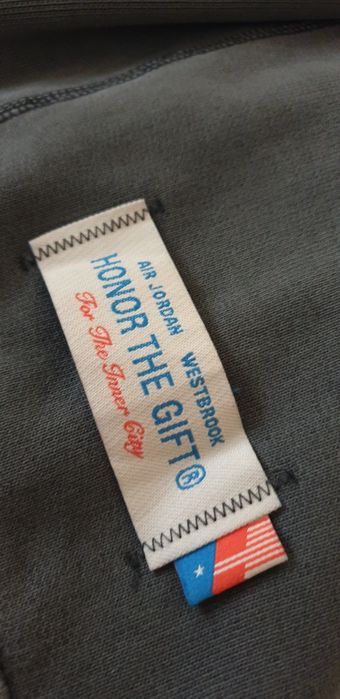 AIR JORDAN WESTBROOK
HONOR THE GIFT®
For The Inner City